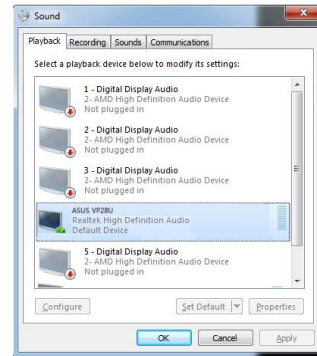 Sound
Playback Recording Sounds Communications
Select a playback device below to modify its settings:
1 - Digital Display Audio
2- AMD High Definition Audio Device
Not plugged in
2 - Digital Display Audio
2- AMD High Definition Audio Device
Not plugged in
3 - Digital Display Audio
2- AMD High Definition Audio Device
Not plugged in
ASUS VP28U
Realtek High Definition Audio
Default Device
5 - Digital Display Audio
2- AMD High Definition Audio Device
Not plugged in
Configure Set Default Properties
OK Cancel Apply